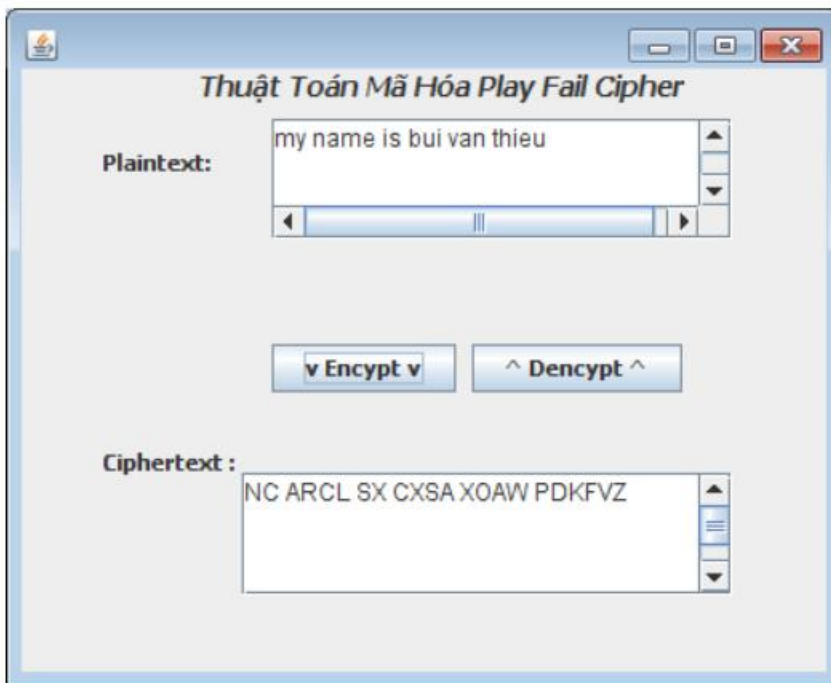 Thuật Toán Mã Hóa Play Fail Cipher
Plaintext:
my name is bui van thieu
v Encypt v
^ Dencypt ^
Ciphertext :
NC ARCL SX CXSA XOAW PDKFVZ